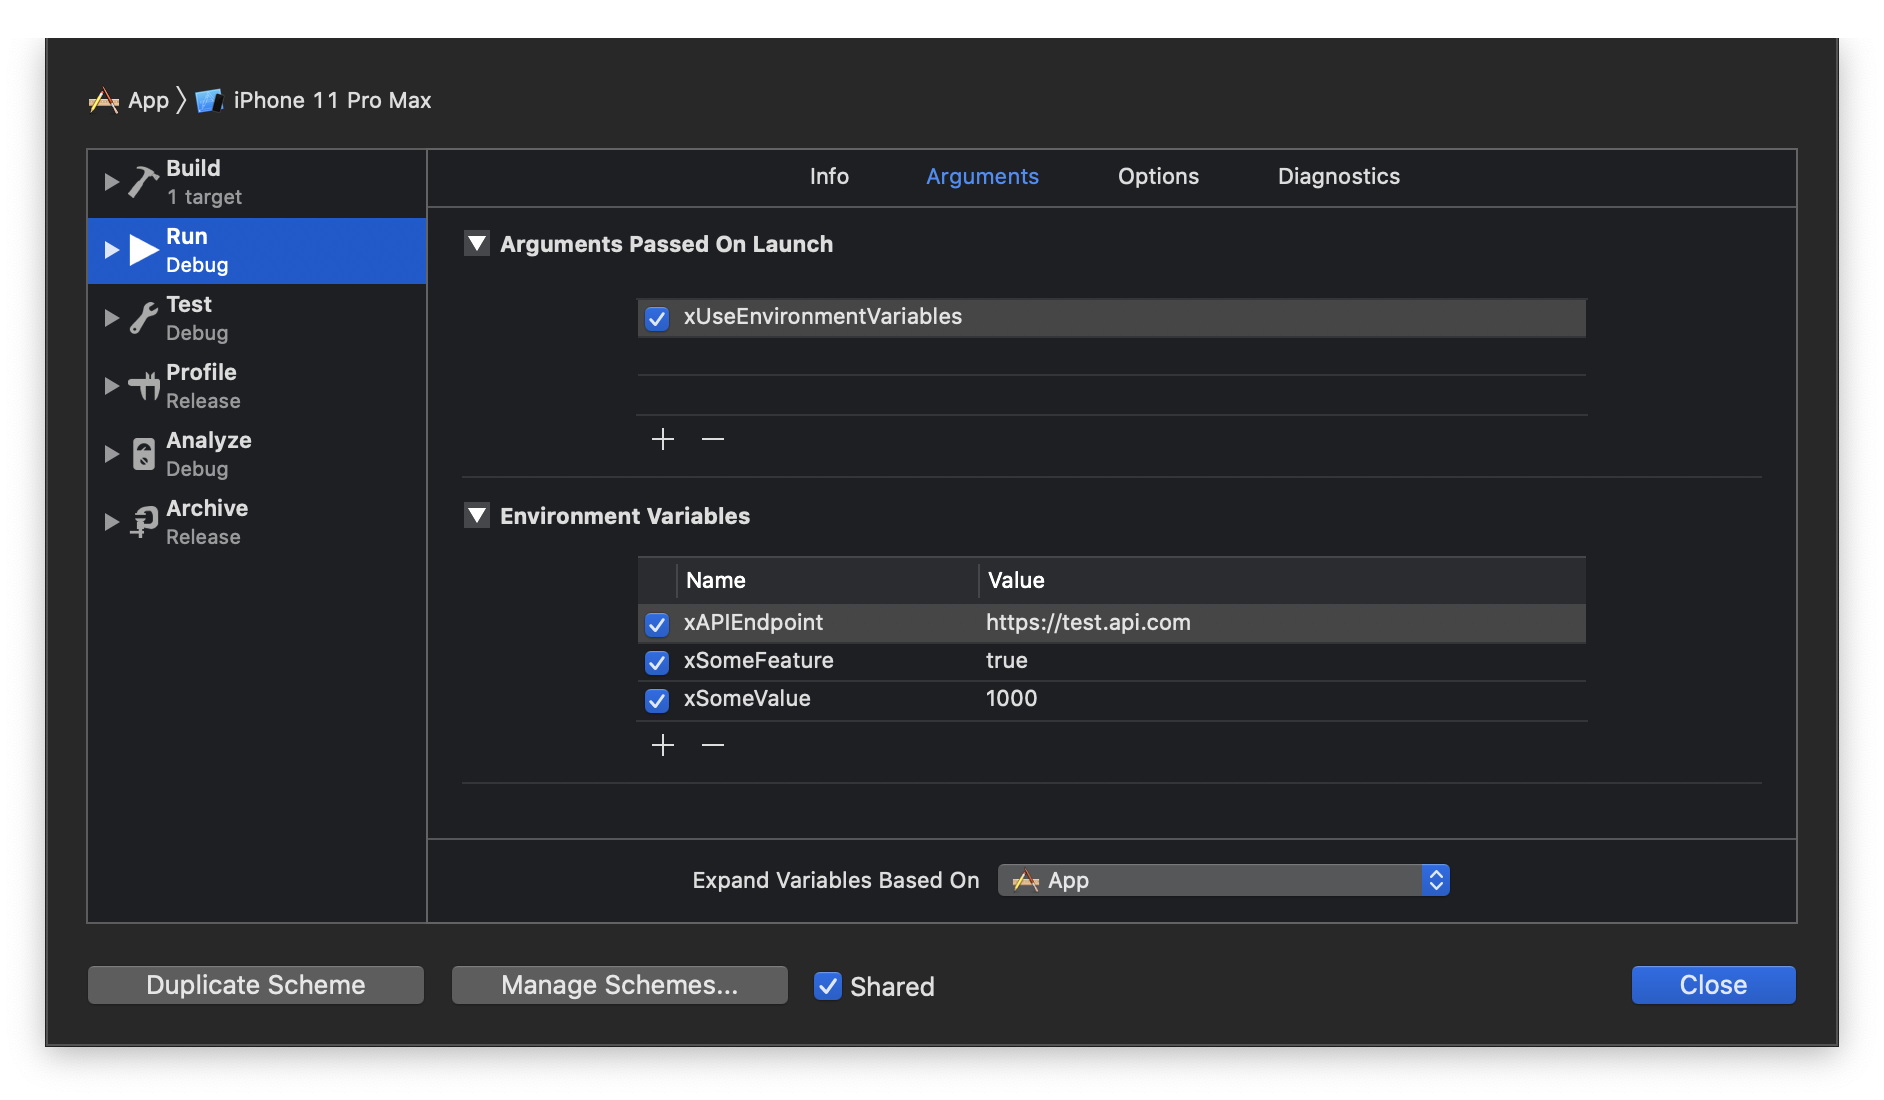 App 〉 iPhone 11 Pro Max
Build
1 target
Run
Debug
Test
Debug
Profile
Release
Analyze
Debug
Archive
Release
Info Arguments Options Diagnostics
Arguments Passed On Launch
xUseEnvironmentVariables
Environment Variables
Name Value
xAPIEndpoint https://test.api.com
xSomeFeature true
xSomeValue 1000
Expand Variables Based On App
Duplicate Scheme Manage Schemes... Shared Close